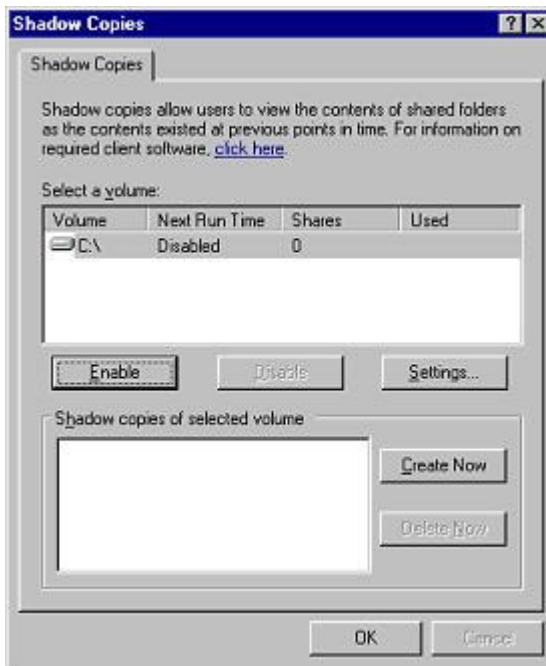 Shadow Copies
Shadow Copies
Shadow copies allow users to view the contents of shared folders
as the contents existed at previous points in time. For information on
required client software, click here.
Select a volume:
Volume Next Run Time Shares Used
C:\ Disabled 0
Enable Disable Settings...
Shadow copies of selected volume
Create Now
Delete Now
OK Cancel